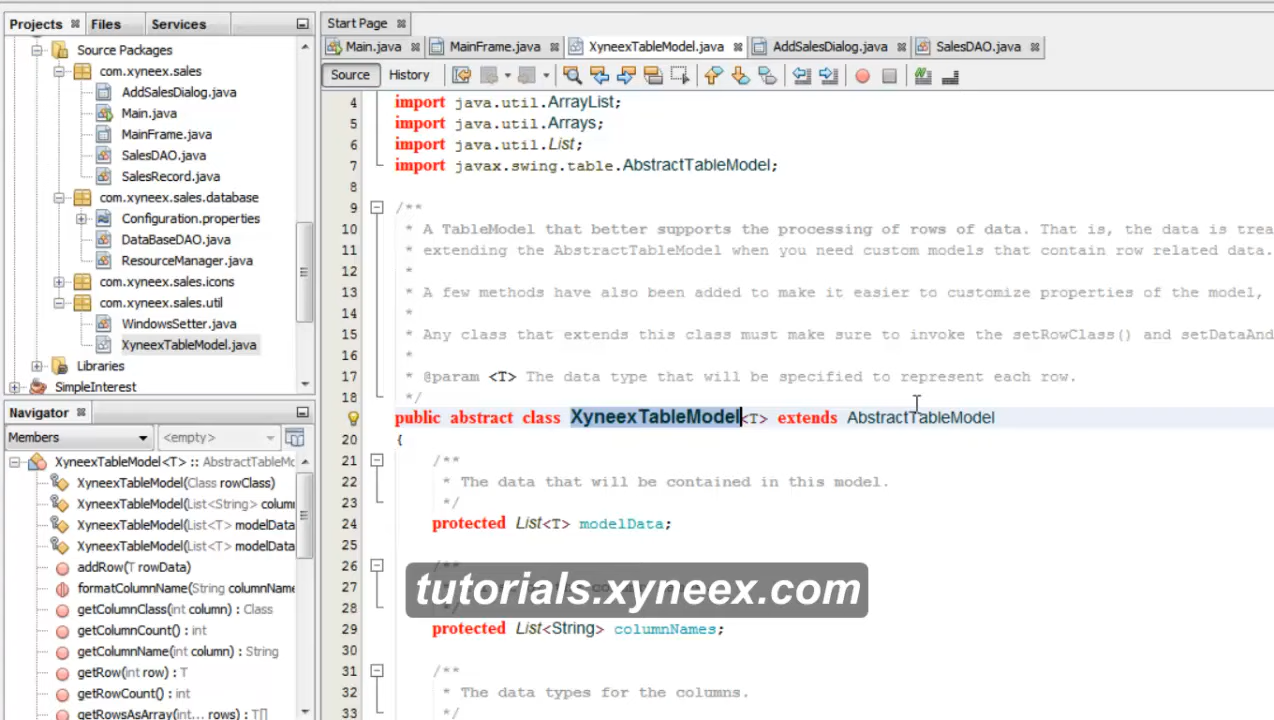 Projects Files Services
Start Page
Main.java MainFrame.java XyneexTableModel.java AddSalesDialog.java SalesDAO.java
Source History
Source Packages
com.xyneex.sales
AddSalesDialog.java
Main.java
MainFrame.java
SalesDAO.java
SalesRecord.java
com.xyneex.sales.database
Configuration.properties
DataBaseDAO.java
ResourceManager.java
com.xyneex.sales.icons
com.xyneex.sales.util
WindowsSetter.java
XyneexTableModel.java
Libraries
SimpleInterest
Navigator
Members <empty>
XyneexTableModel<T> :: AbstractTableMo
XyneexTableModel(Class rowClass)
XyneexTableModel(List<String> colum
XyneexTableModel(List<T> modelData
XyneexTableModel(List<T> modelData
addRow(T rowData)
formatColumnName(String columnName
getColumnClass(int column) : Class
getColumnCount() : int
getColumnName(int column) : String
getRow(int row) : T
getRowCount() : int
getRowsAsArray(int... rows) : T[]
4 import java.util.ArrayList;
5 import java.util.Arrays;
6 import java.util.List;
7 import javax.swing.table.AbstractTableModel;
8
9 /**
10 * A TableModel that better supports the processing of rows of data. That is, the data is trea
11 * extending the AbstractTableModel when you need custom models that contain row related data.
12 *
13 * A few methods have also been added to make it easier to customize properties of the model,
14 *
15 * Any class that extends this class must make sure to invoke the setRowClass() and setDataAnd
16 *
17 * @param <T> The data type that will be specified to represent each row.
18 */
public abstract class XyneexTableModel<T> extends AbstractTableModel
20 {
21 /**
22 * The data that will be contained in this model.
23 */
24 protected List<T> modelData;
25
26 /**
27
28
29 protected List<String> columnNames;
30
31 /**
32 * The data types for the columns.
33 */
tutorials.xyneex.com